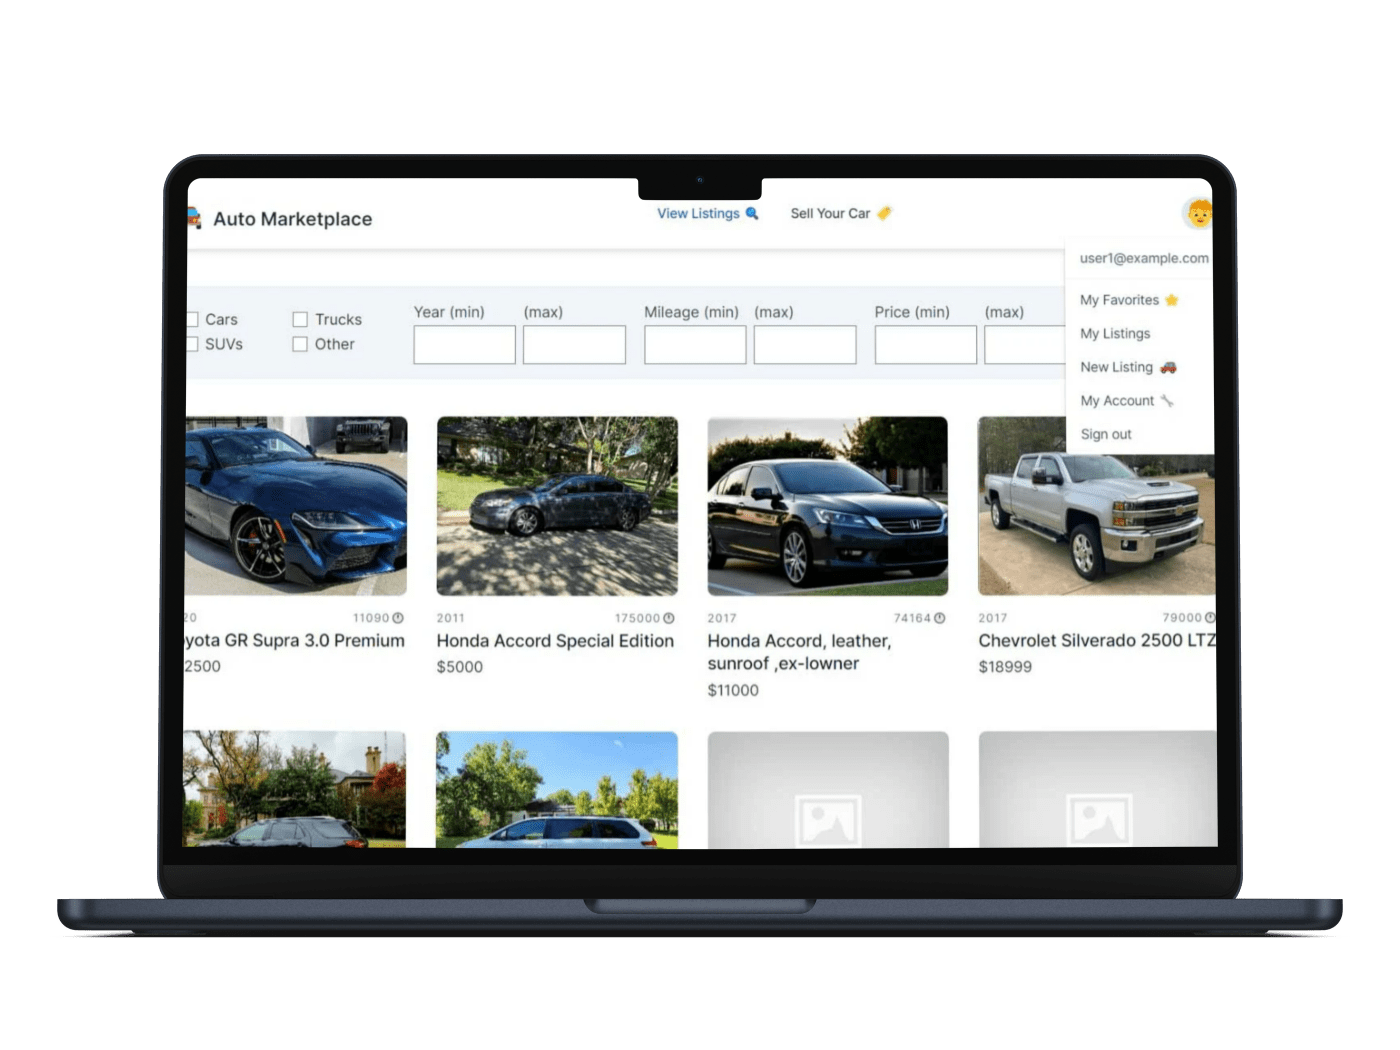 Auto Marketplace
View Listings
Sell Your Car
user1@example.com
My Favorites
My Listings
New Listing
My Account
Sign out
Cars
SUVs
Trucks
Other
Year (min)
(max)
Mileage (min)
(max)
Price (min)
(max)
20
11090
yota GR Supra 3.0 Premium
2500
2011
175000
Honda Accord Special Edition
$5000
2017
74164
Honda Accord, leather,
sunroof ,ex-lowner
$11000
2017
79000
Chevrolet Silverado 2500 LTZ
$18999